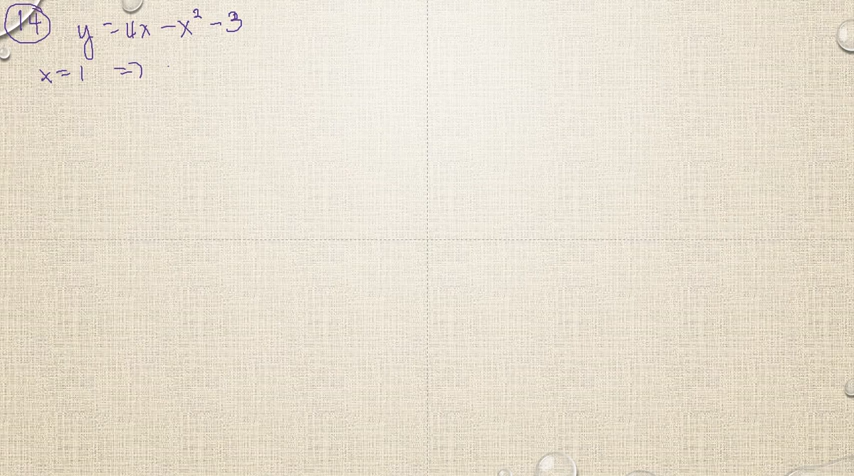 14 y = 4x - x² - 3
x = 1 =>